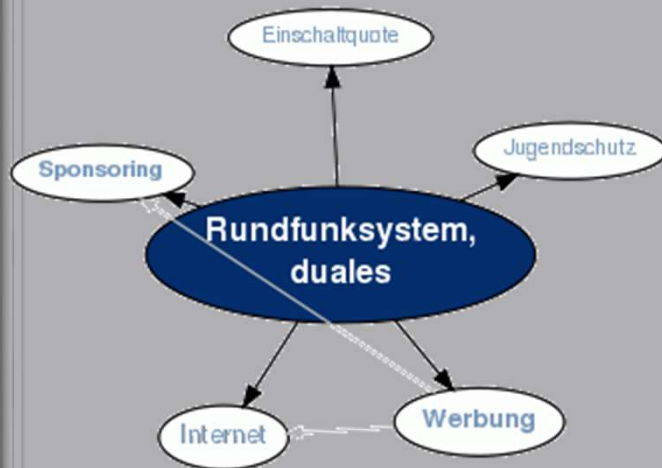 Einschaltquote
Jugendschutz
Sponsoring
Rundfunksystem,
duales
Werbung
Internet